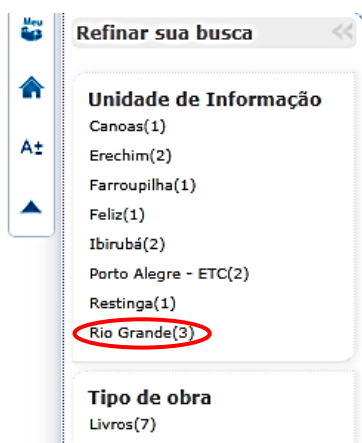 Meu
Refinar sua busca
Unidade de Informação
Canoas(1)
Erechim(2)
A±
Farroupilha(1)
Feliz(1)
Ibirubá(2)
Porto Alegre - ETC(2)
Restinga(1)
Rio Grande(3)
Tipo de obra
Livros(7)